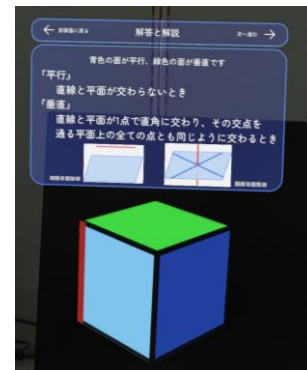 解答と解説
青色の面が平行、緑色の面が垂直です
「平行」
直線と平面が交わらないとき
「垂直」
直線と平面が1点で直角に交わり、その交点を
通る平面上の全ての点とも同じように交わるとき